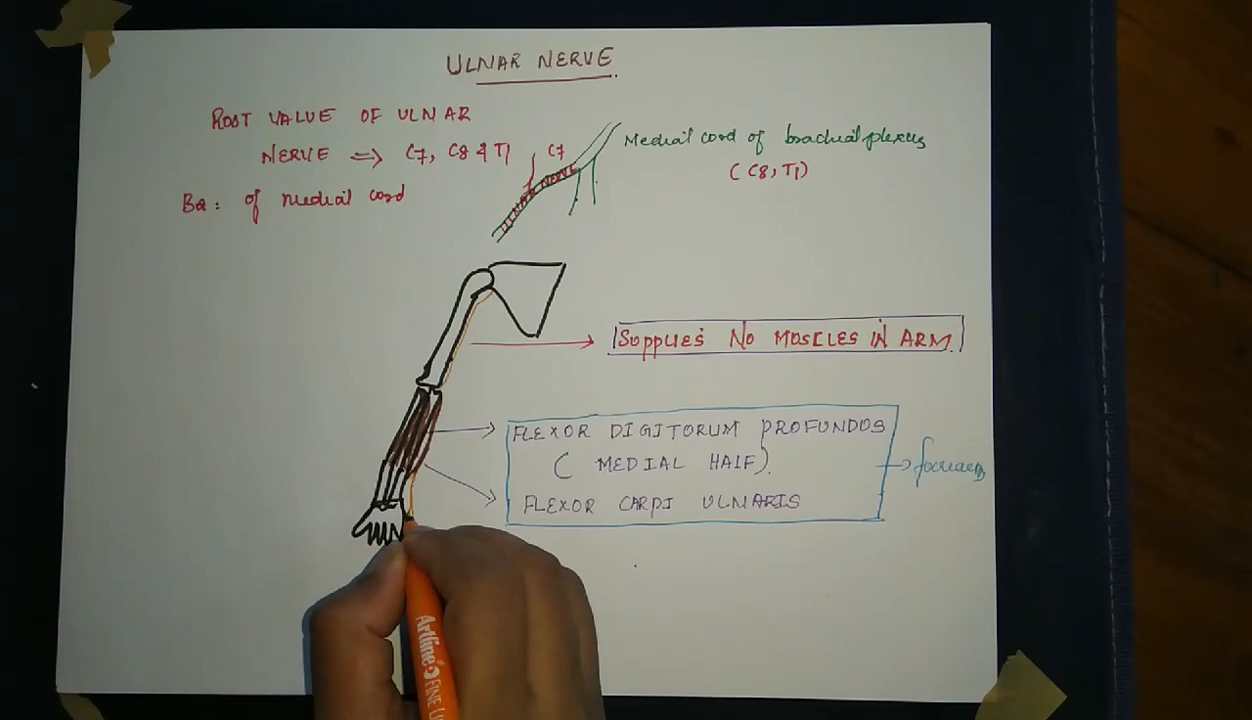 ULNAR NERVE
ROOT VALUE OF ULNAR
NERVE => C7, C8 & T1
Br: of medial cord
C7
Medial cord of brachial plexus
(C8, T1)
SUPPLIES NO MUSCLES IN ARM.
FLEXOR DIGITORUM PROFUNDUS
( MEDIAL HALF).
FLEXOR CARPI ULNARIS
Artline FINE